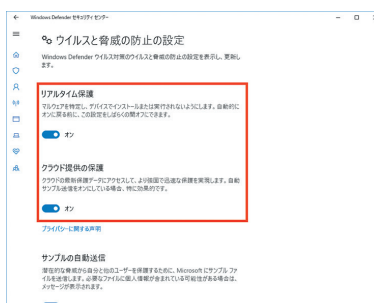 Windows Defender セキュリティ センター
ウイルスと脅威の防止の設定
Windows Defender ウイルス対策のウイルスと脅威の防止の設定を表示し、更新し
ます。
リアルタイム保護
マルウェアを特定し、デバイスでインストールまたは実行されないようにします。自動的に
オンに戻る前に、この設定をしばらくの間オフにできます。
オン
クラウド提供の保護
クラウドの最新保護データにアクセスして、より強固で迅速な保護を実現します。自動
サンプル送信をオンにしている場合、特に効果的です。
オン
プライバシーに関する声明
サンプルの自動送信
潜在的な脅威から自分と他のユーザーを保護するために、Microsoft にサンプル ファ
イルを送信します。必要なファイルに個人情報が含まれている可能性がある場合は、
メッセージが表示されます。